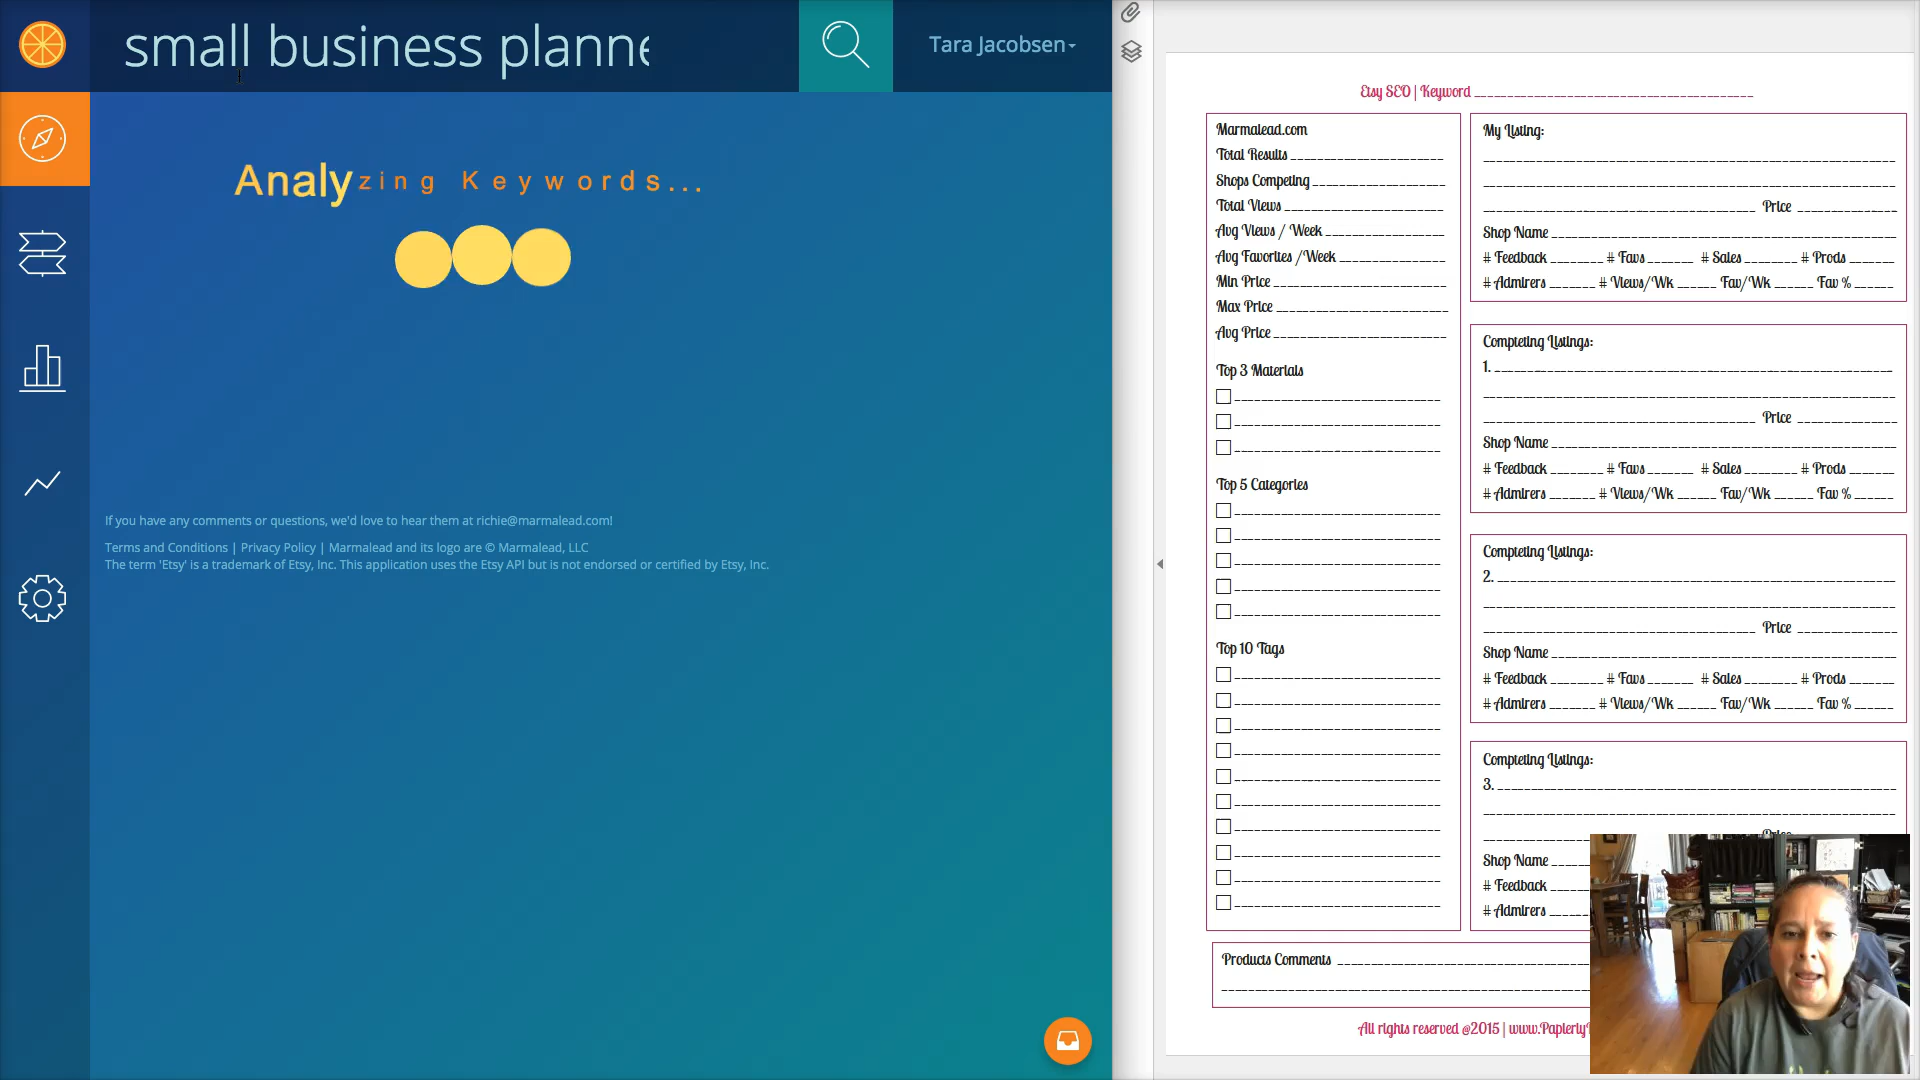 small business planne
Tara Jacobsen
Analyzing Keywords...
If you have any comments or questions, we'd love to hear them at richie@marmalead.com!
Terms and Conditions | Privacy Policy | Marmalead and its logo are © Marmalead, LLC
The term 'Etsy' is a trademark of Etsy, Inc. This application uses the Etsy API but is not endorsed or certified by Etsy, Inc.
Etsy SEO | Keyword
Marmalead.com
Total Results
Shops Competing
Total Views
Avg Views / Week
Avg Favorites /Week
Min Price
Max Price
Avg Price
Top 3 Materials
Top 5 Categories
Top 10 Tags
My Listing:
Price
Shop Name
# Feedback # Favs # Sales # Prods
# Admirers # Views/Wk Fav/Wk Fav %
Completing Listings:
1.
Price
Shop Name
# Feedback # Favs # Sales # Prods
# Admirers # Views/Wk Fav/Wk Fav %
Completing Listings:
2.
Price
Shop Name
# Feedback # Favs # Sales # Prods
# Admirers # Views/Wk Fav/Wk Fav %
Completing Listings:
3.
Price
Shop Name
# Feedback
# Admirers
Products Comments
All rights reserved @2015 | www.Paplerly